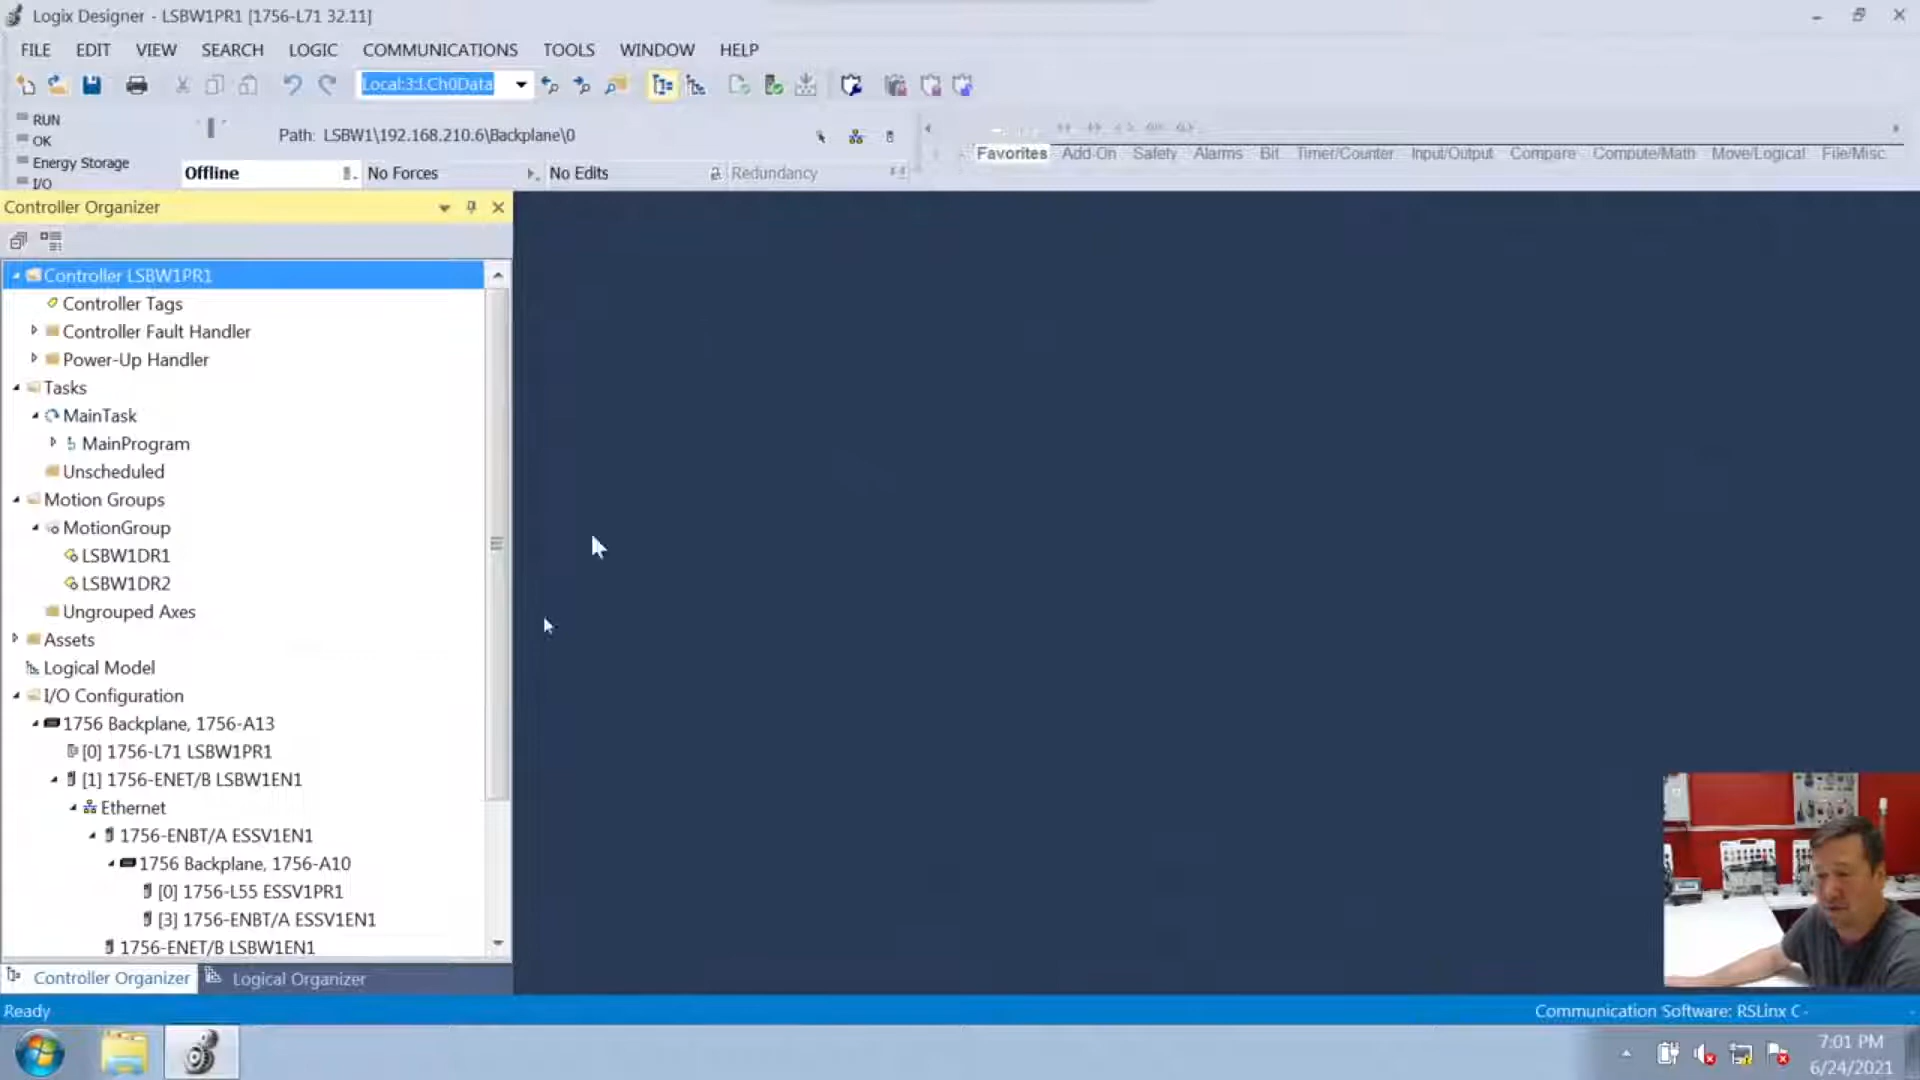 Logix Designer - LSBW1PR1 [1756-L71 32.11]
FILE EDIT VIEW SEARCH LOGIC COMMUNICATIONS TOOLS WINDOW HELP
Local:3:I.Ch0Data
RUN
OK
Energy Storage
I/O
Path: LSBW1\192.168.210.6\Backplane\0
Offline No Forces No Edits Redundancy
Favorites Add-On Safety Alarms Bit Timer/Counter Input/Output Compare Compute/Math Move/Logical File/Misc.
Controller Organizer
Controller LSBW1PR1
Controller Tags
Controller Fault Handler
Power-Up Handler
Tasks
MainTask
MainProgram
Unscheduled
Motion Groups
MotionGroup
LSBW1DR1
LSBW1DR2
Ungrouped Axes
Assets
Logical Model
I/O Configuration
1756 Backplane, 1756-A13
[0] 1756-L71 LSBW1PR1
[1] 1756-ENET/B LSBW1EN1
Ethernet
1756-ENBT/A ESSV1EN1
1756 Backplane, 1756-A10
[0] 1756-L55 ESSV1PR1
[3] 1756-ENBT/A ESSV1EN1
1756-ENET/B LSBW1EN1
Controller Organizer Logical Organizer
Ready
Communication Software: RSLinx C
7:01 PM
6/24/2021